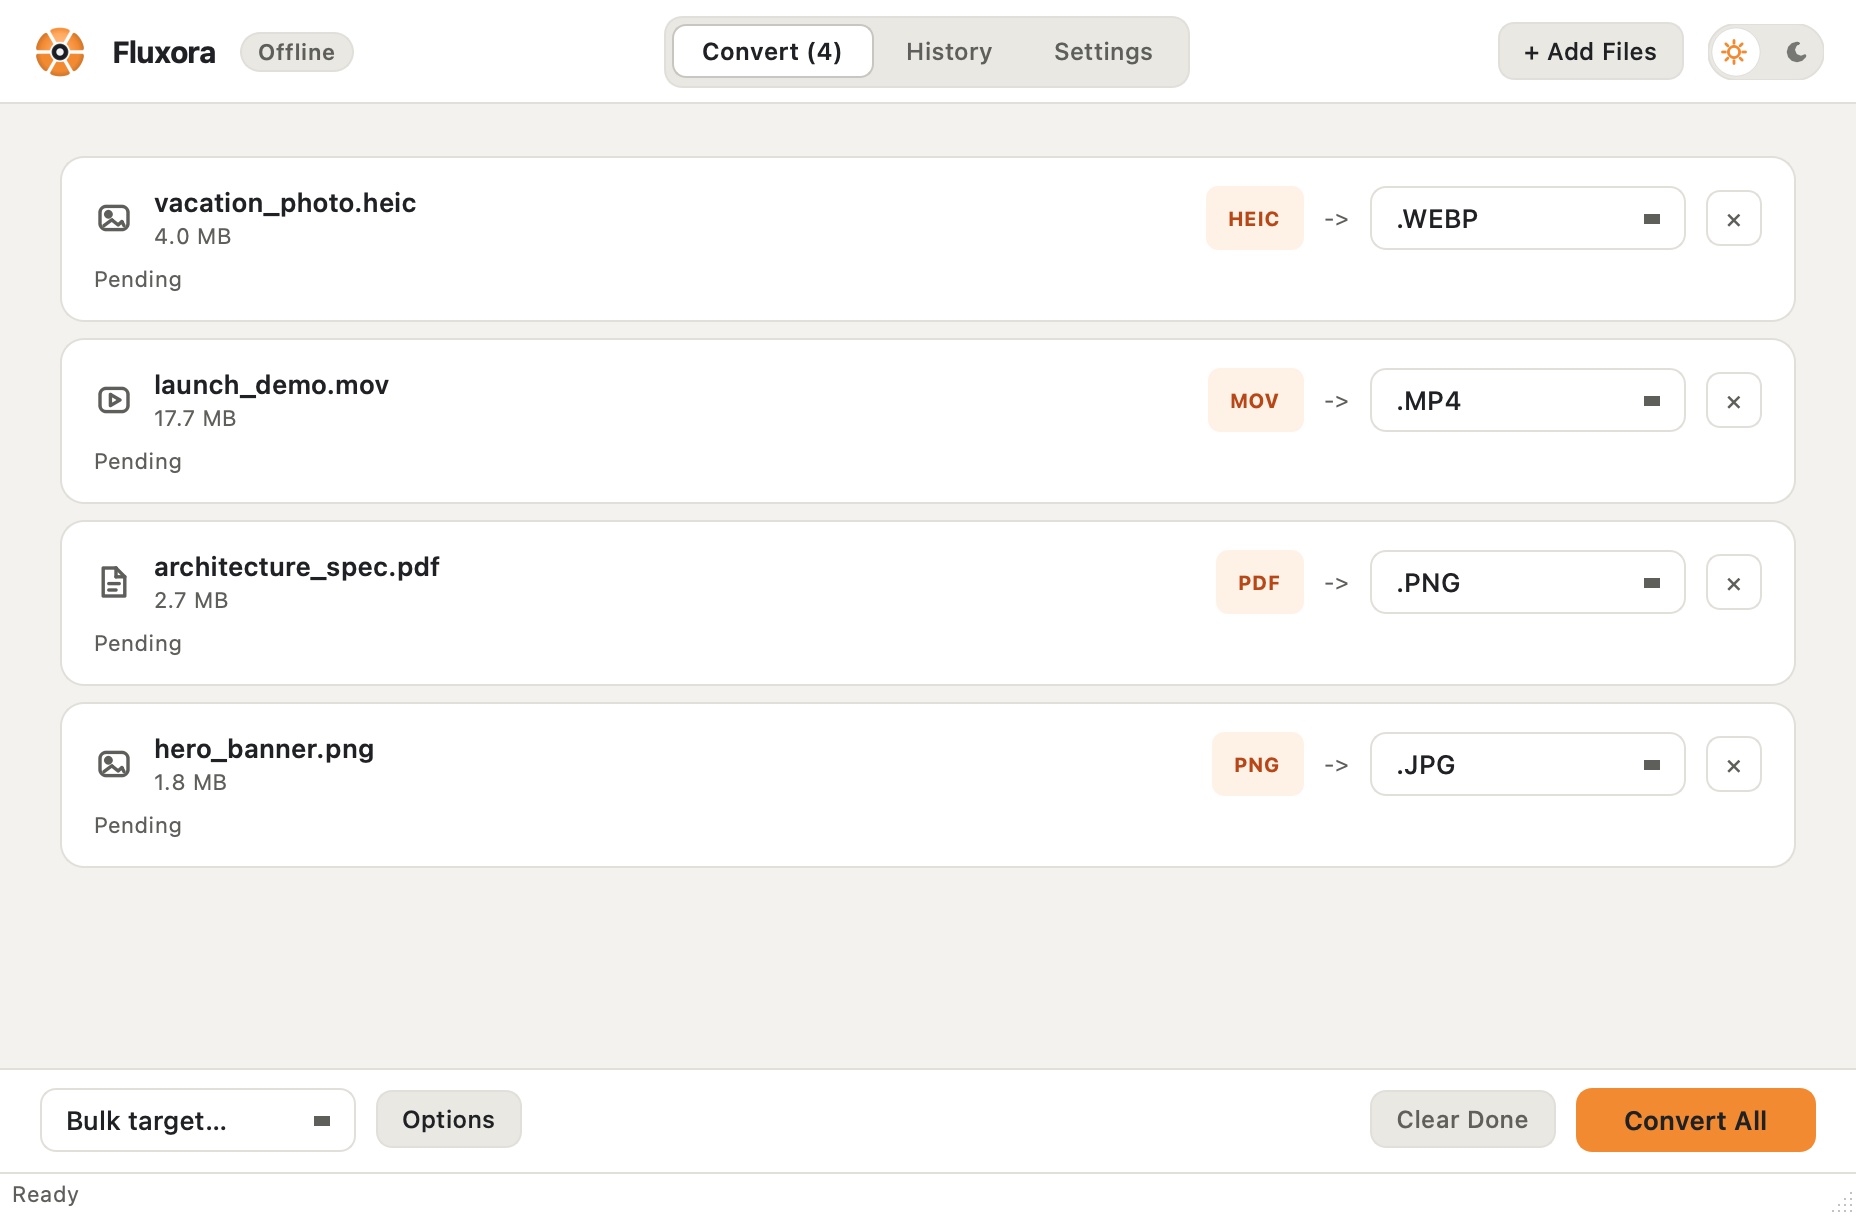 Fluxora
Offline
Convert (4)
History
Settings
+ Add Files
vacation_photo.heic
4.0 MB
Pending
HEIC
->
.WEBP
×
launch_demo.mov
17.7 MB
Pending
MOV
->
.MP4
×
architecture_spec.pdf
2.7 MB
Pending
PDF
->
.PNG
×
hero_banner.png
1.8 MB
Pending
PNG
->
.JPG
×
Bulk target...
Options
Clear Done
Convert All
Ready